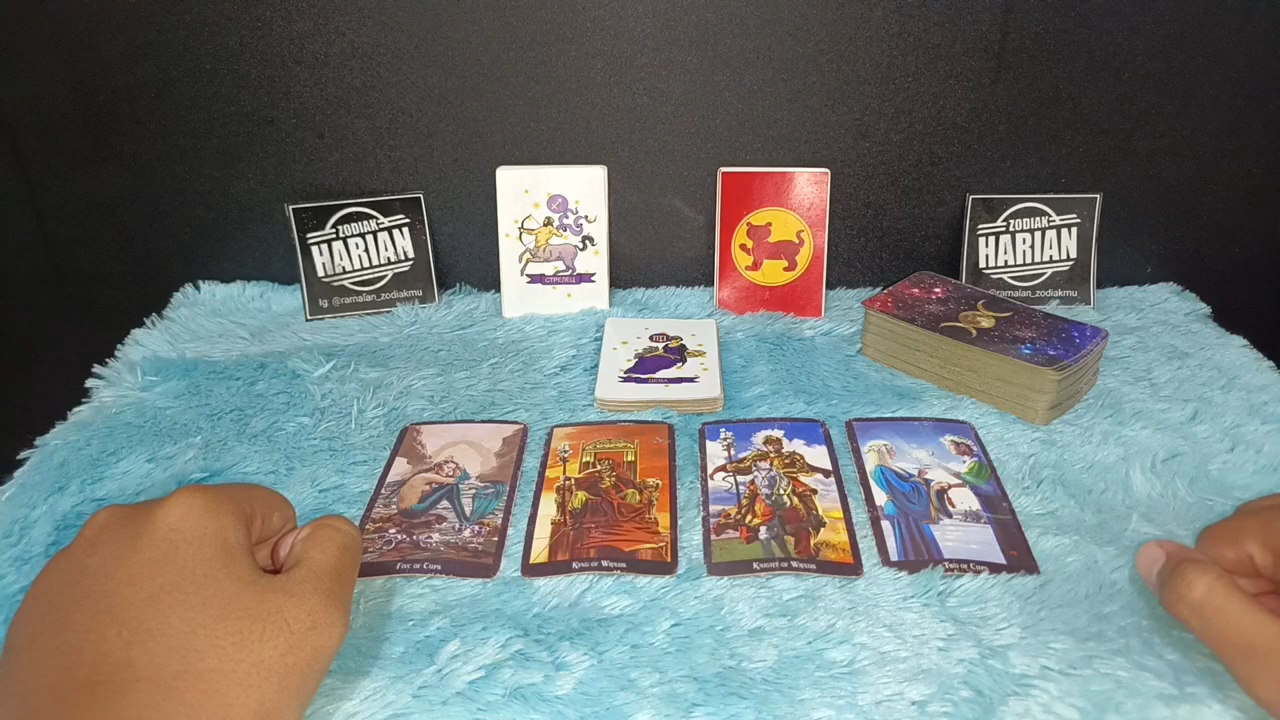 ZODIAK
HARIAN
Ig: @ramalan_zodiakmu
СТРЕЛЕЦ
ZODIAK
HARIAN
@ramalan_zodiakmu
ДЕВА
FIVE OF CUPS
KING OF WANDS
KNIGHT OF WANDS
TWO OF CUPS